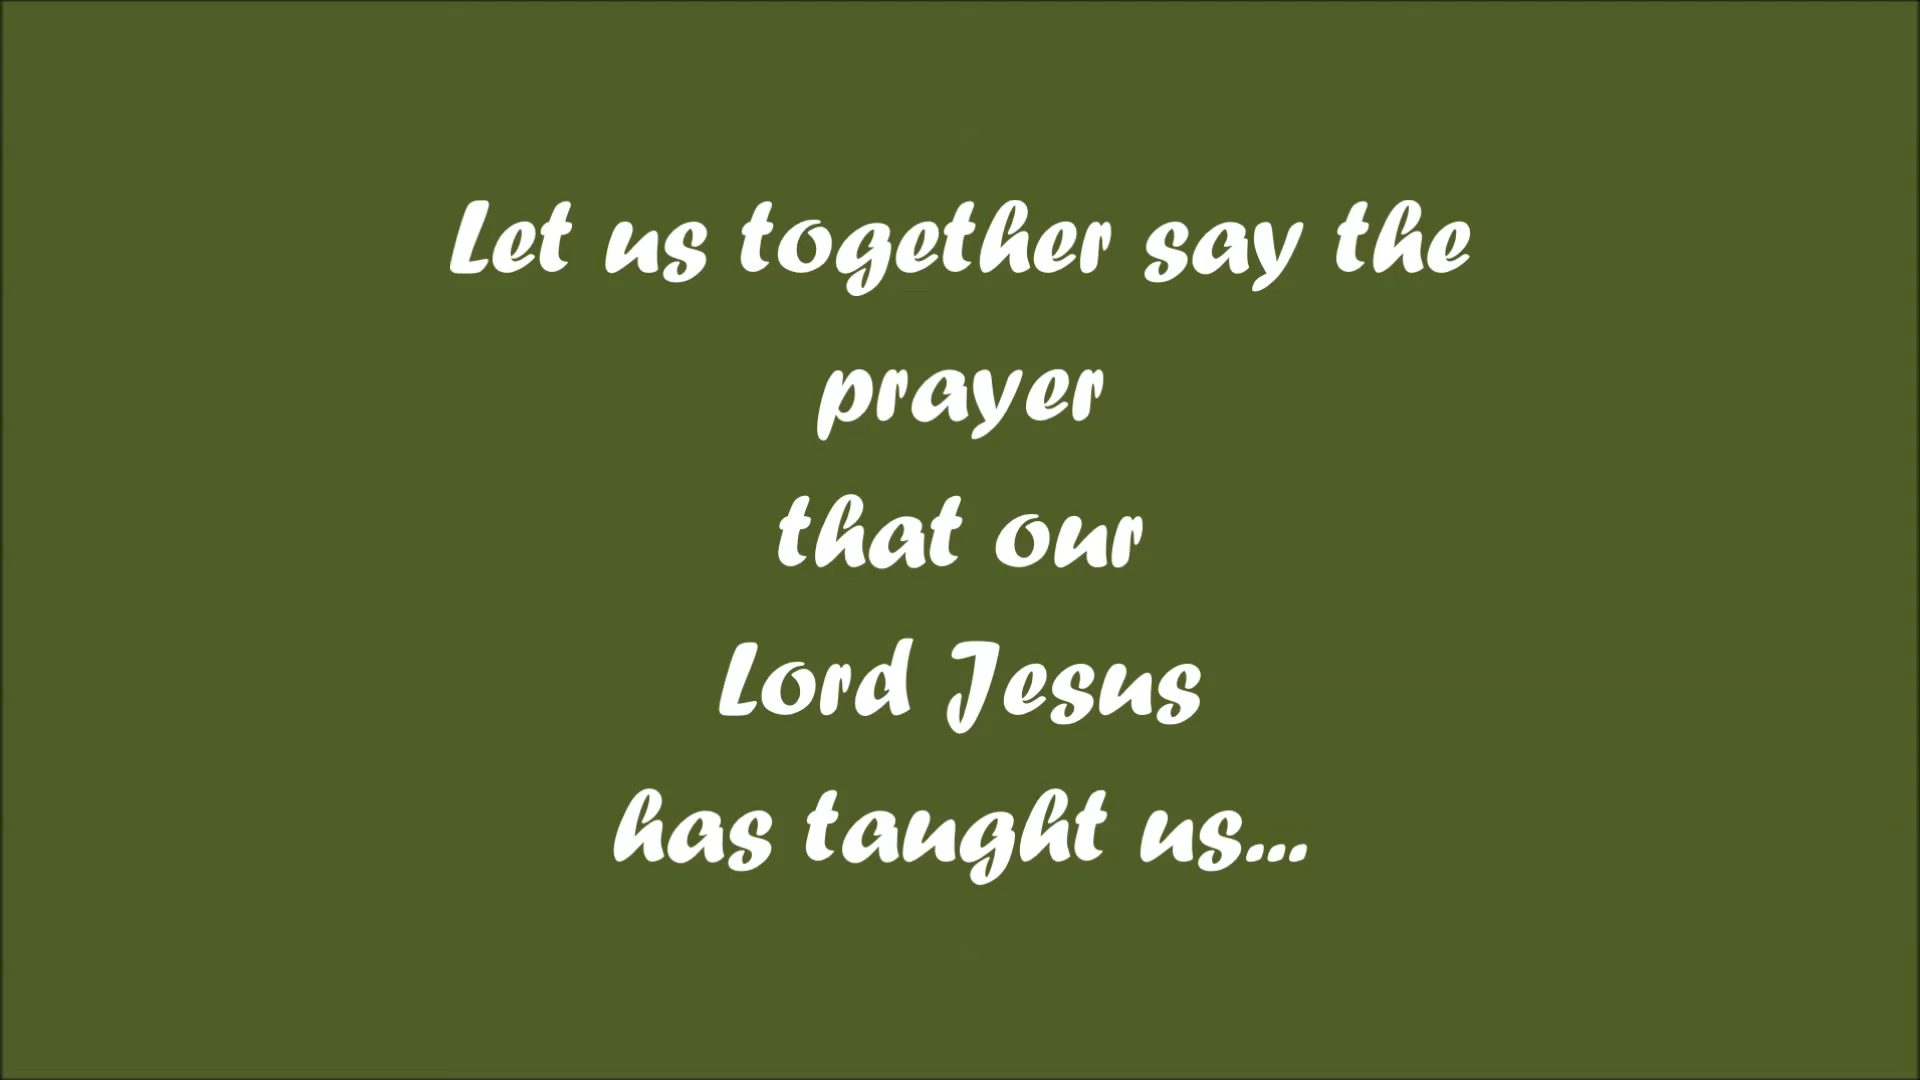 Let us together say the
prayer
that our
Lord Jesus
has taught us...